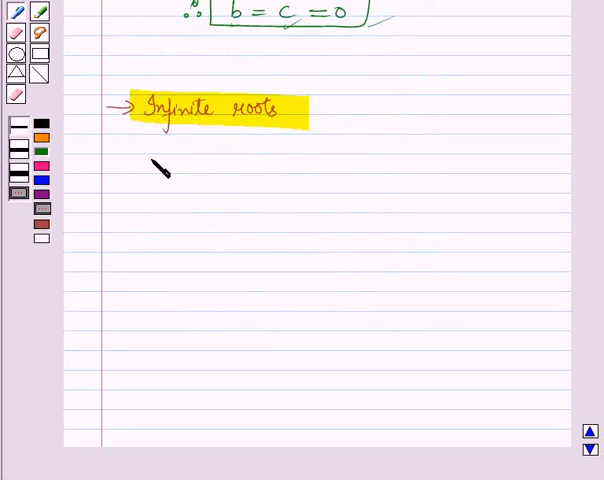 ∴ b = c = 0
→ Infinite roots